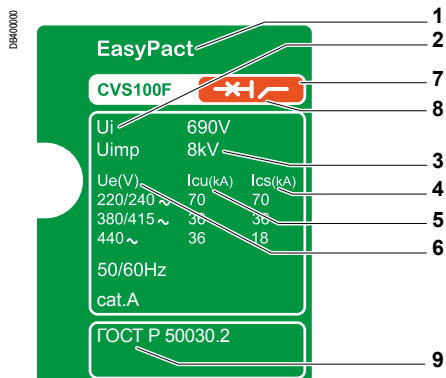 DB400000
EasyPact
CVS100F
Ui 690V
Uimp 8kV
Ue(V) Icu(kA) Ics(kA)
220/240 ~ 70 70
380/415 ~ 36 36
440 ~ 36 18
50/60Hz
cat.A
ГОСТ Р 50030.2
1
2
7
8
3
4
5
6
9